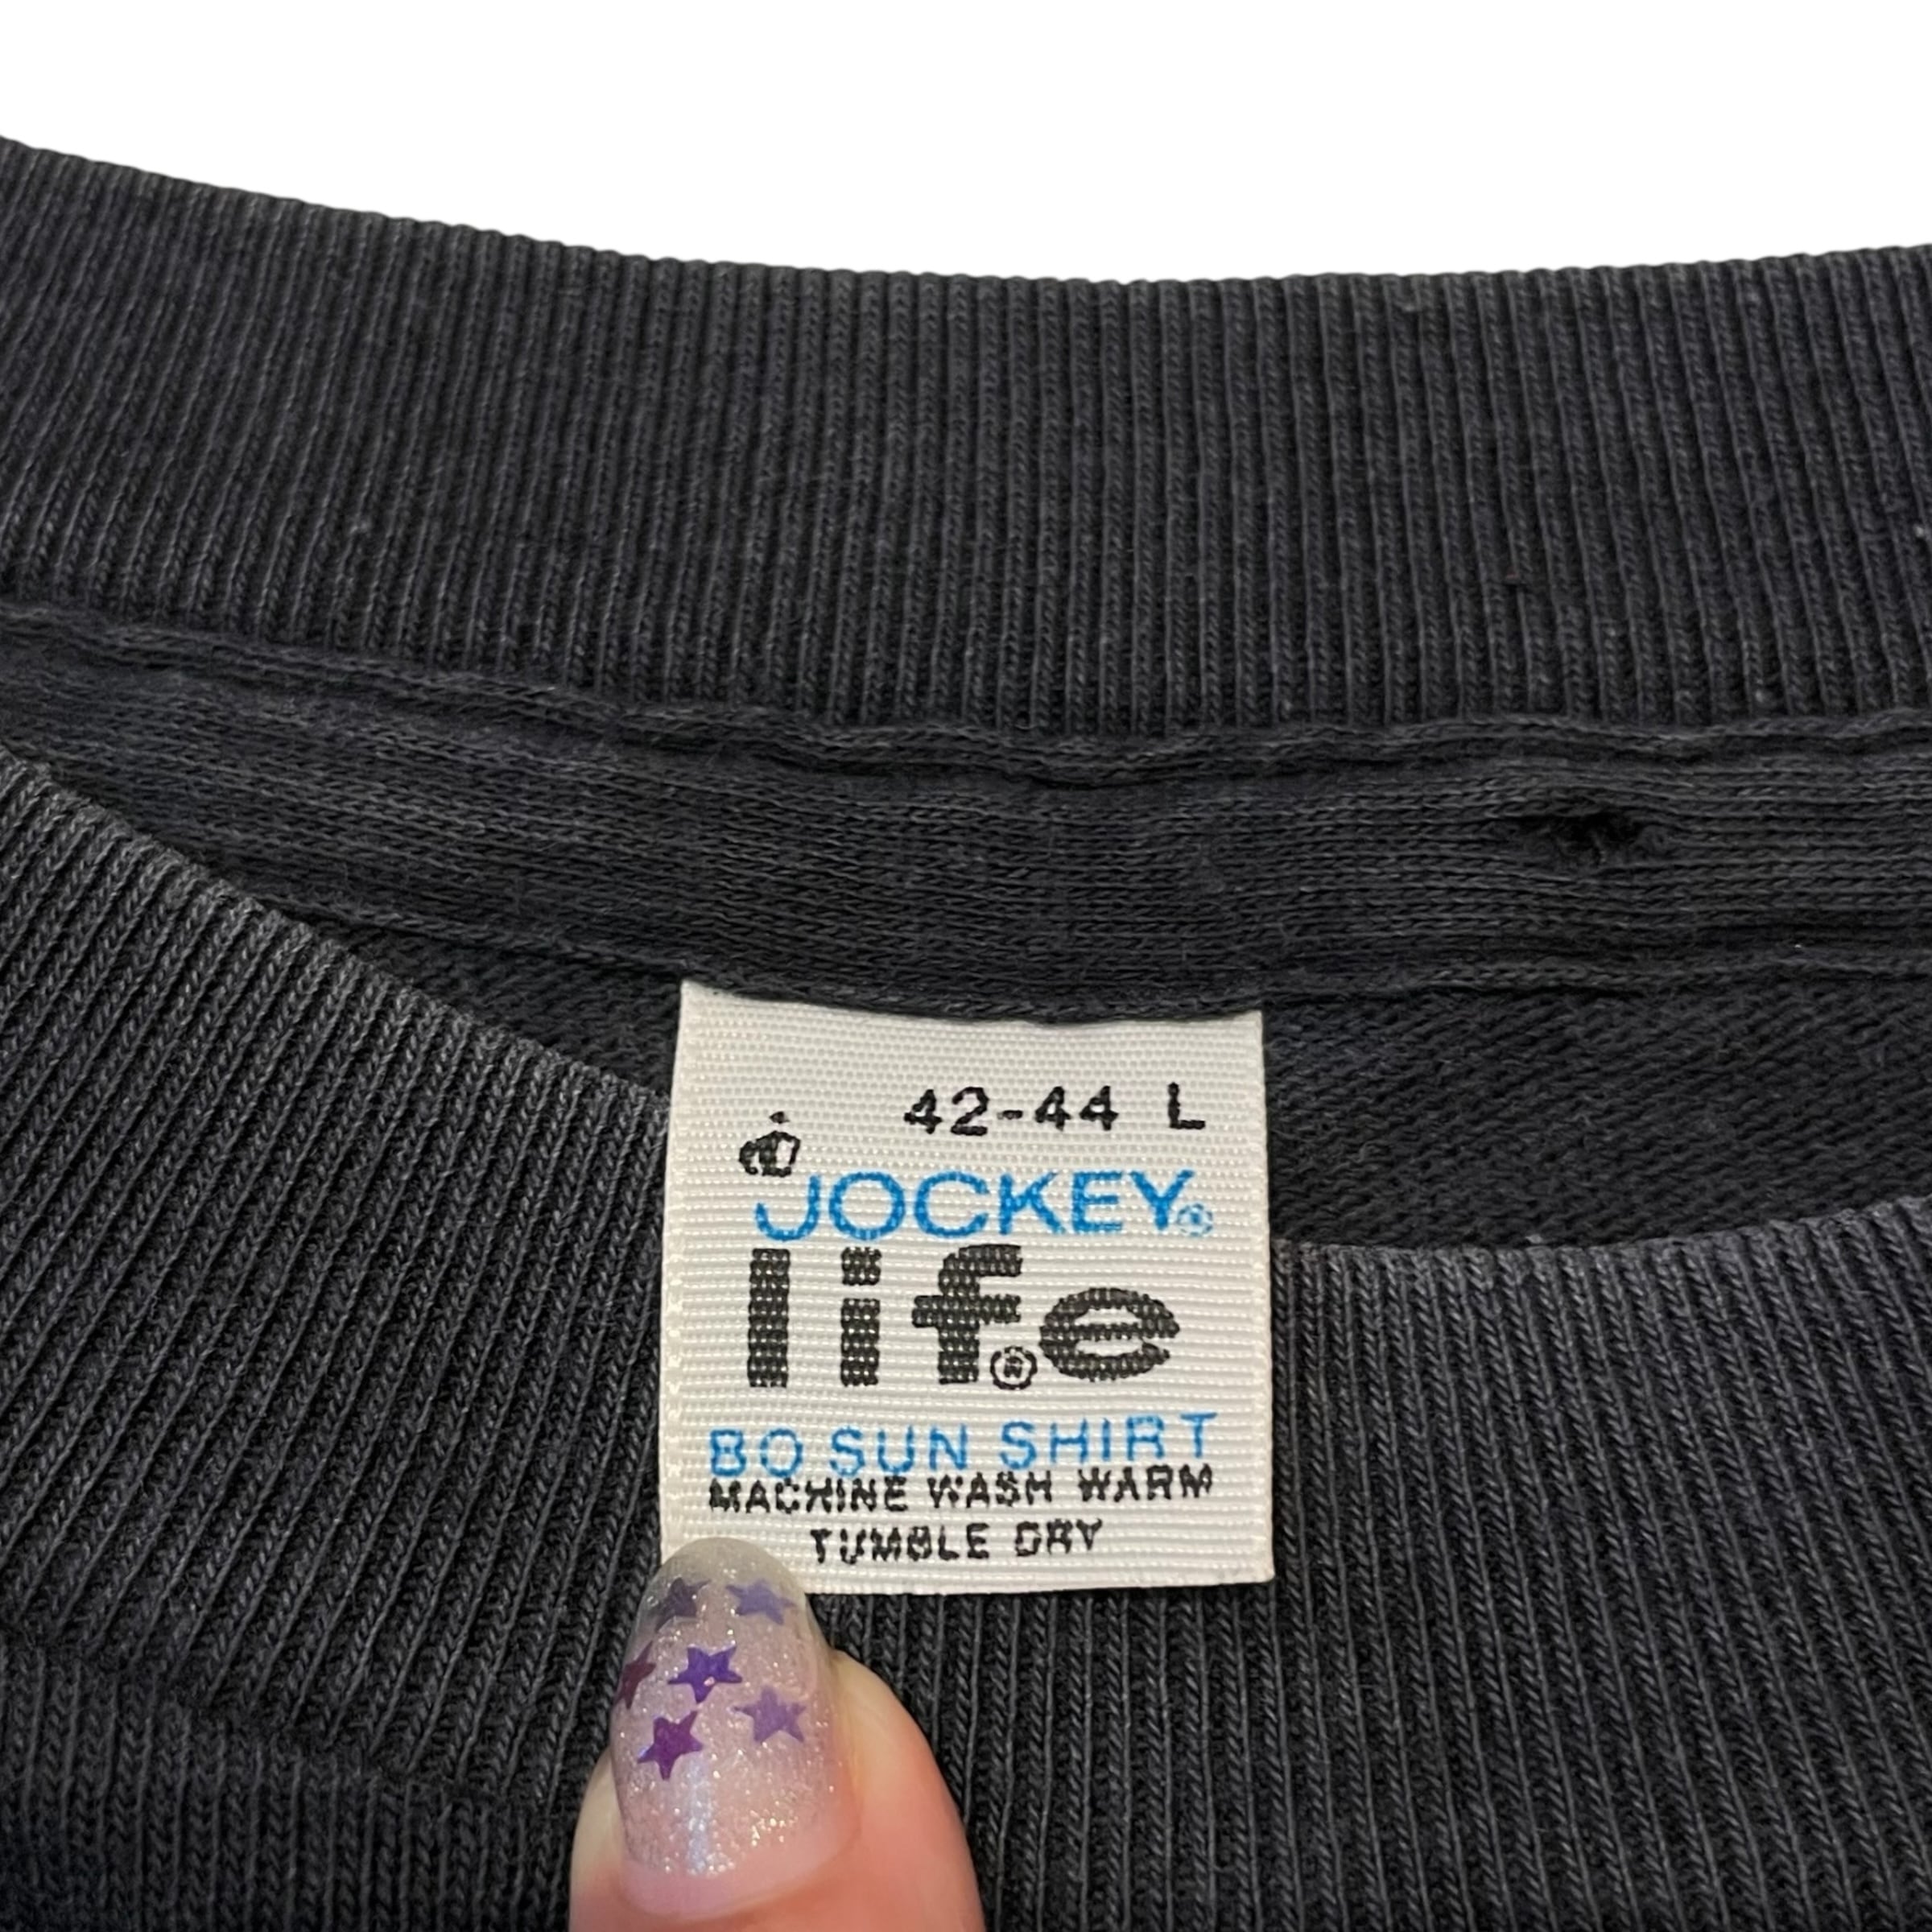 42-44 L
JOCKEY®
life®
BO SUN SHIRT
MACHINE WASH WARM
TUMBLE DRY